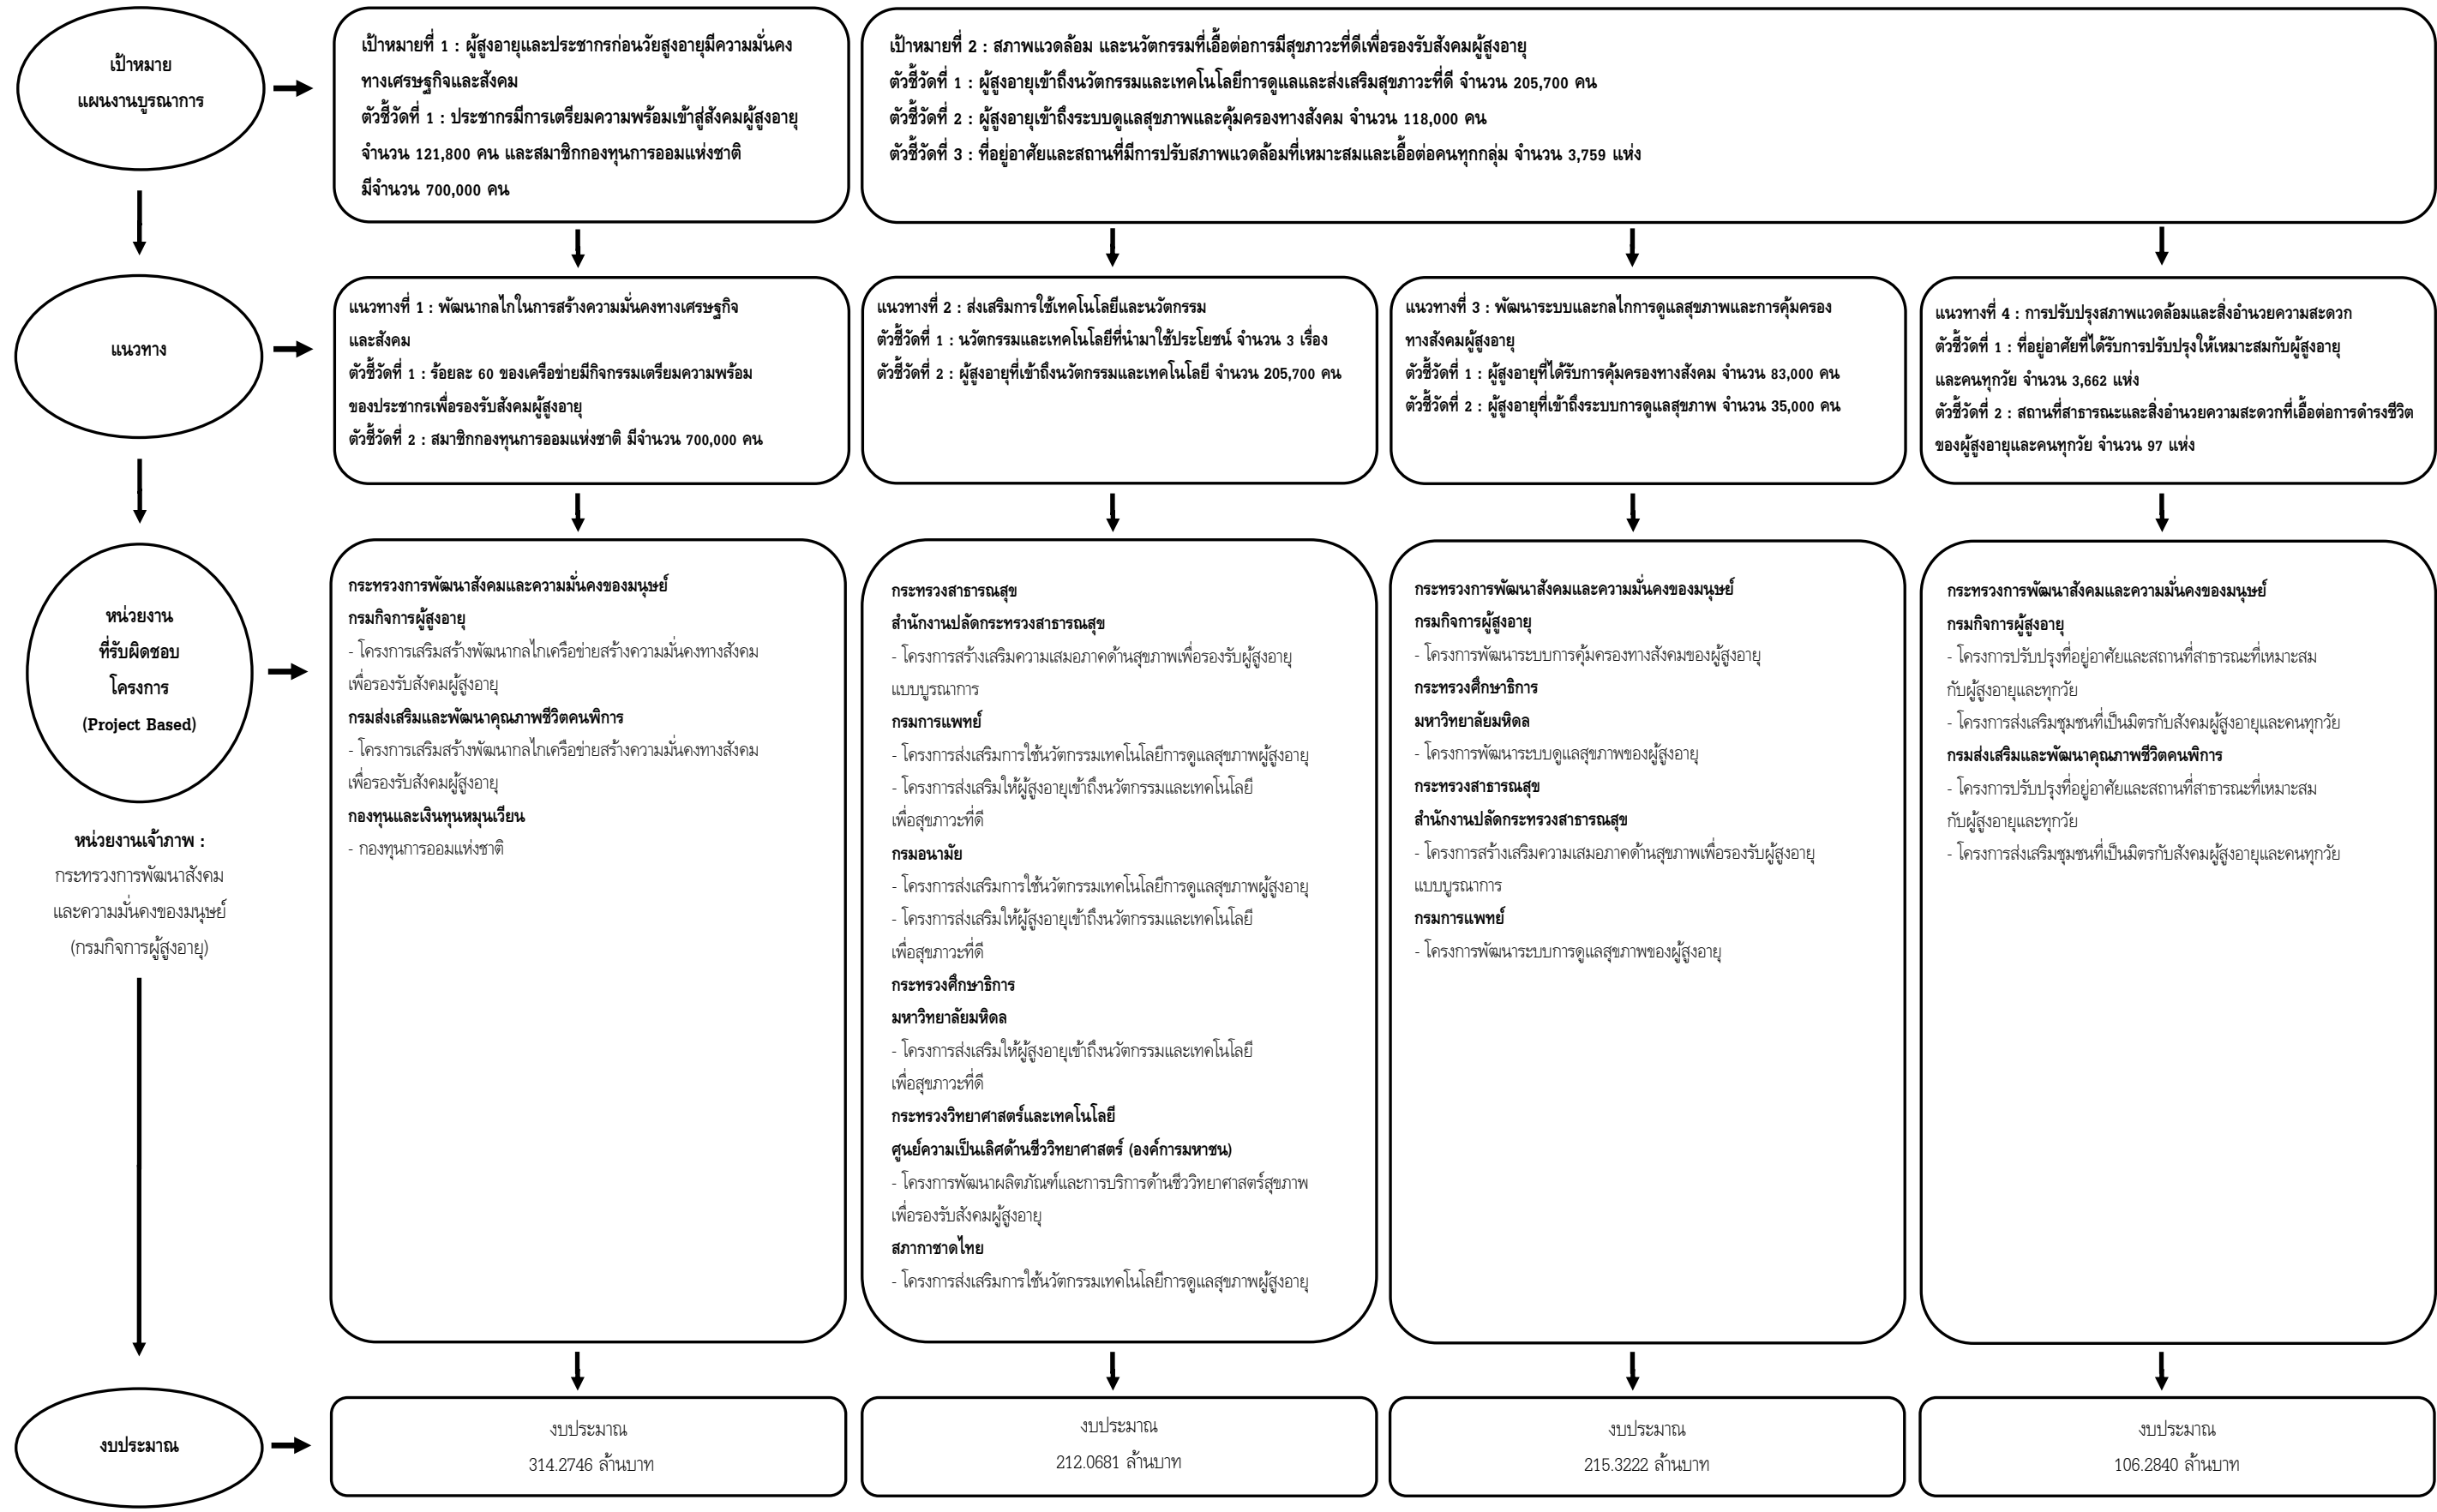 เป้าหมาย
แผนงานบูรณาการ
เป้าหมายที่ 1 : ผู้สูงอายุและประชากรก่อนวัยสูงอายุมีความมั่นคง
ทางเศรษฐกิจและสังคม
ตัวชี้วัดที่ 1 : ประชากรมีการเตรียมความพร้อมเข้าสู่สังคมผู้สูงอายุ
จำนวน 121,800 คน และสมาชิกกองทุนการออมแห่งชาติ
มีจำนวน 700,000 คน
เป้าหมายที่ 2 : สภาพแวดล้อม และนวัตกรรมที่เอื้อต่อการมีสุขภาวะที่ดีเพื่อรองรับสังคมผู้สูงอายุ
ตัวชี้วัดที่ 1 : ผู้สูงอายุเข้าถึงนวัตกรรมและเทคโนโลยีการดูแลและส่งเสริมสุขภาวะที่ดี จำนวน 205,700 คน
ตัวชี้วัดที่ 2 : ผู้สูงอายุเข้าถึงระบบดูแลสุขภาพและคุ้มครองทางสังคม จำนวน 118,000 คน
ตัวชี้วัดที่ 3 : ที่อยู่อาศัยและสถานที่มีการปรับสภาพแวดล้อมที่เหมาะสมและเอื้อต่อคนทุกกลุ่ม จำนวน 3,759 แห่ง
แนวทาง
แนวทางที่ 1 : พัฒนากลไกในการสร้างความมั่นคงทางเศรษฐกิจ
และสังคม
ตัวชี้วัดที่ 1 : ร้อยละ 60 ของเครือข่ายมีกิจกรรมเตรียมความพร้อม
ของประชากรเพื่อรองรับสังคมผู้สูงอายุ
ตัวชี้วัดที่ 2 : สมาชิกกองทุนการออมแห่งชาติ มีจำนวน 700,000 คน
แนวทางที่ 2 : ส่งเสริมการใช้เทคโนโลยีและนวัตกรรม
ตัวชี้วัดที่ 1 : นวัตกรรมและเทคโนโลยีที่นำมาใช้ประโยชน์ จำนวน 3 เรื่อง
ตัวชี้วัดที่ 2 : ผู้สูงอายุที่เข้าถึงนวัตกรรมและเทคโนโลยี จำนวน 205,700 คน
แนวทางที่ 3 : พัฒนาระบบและกลไกการดูแลสุขภาพและการคุ้มครอง
ทางสังคมผู้สูงอายุ
ตัวชี้วัดที่ 1 : ผู้สูงอายุที่ได้รับการคุ้มครองทางสังคม จำนวน 83,000 คน
ตัวชี้วัดที่ 2 : ผู้สูงอายุที่เข้าถึงระบบการดูแลสุขภาพ จำนวน 35,000 คน
แนวทางที่ 4 : การปรับปรุงสภาพแวดล้อมและสิ่งอำนวยความสะดวก
ตัวชี้วัดที่ 1 : ที่อยู่อาศัยที่ได้รับการปรับปรุงให้เหมาะสมกับผู้สูงอายุ
และคนทุกวัย จำนวน 3,662 แห่ง
ตัวชี้วัดที่ 2 : สถานที่สาธารณะและสิ่งอำนวยความสะดวกที่เอื้อต่อการดำรงชีวิต
ของผู้สูงอายุและคนทุกวัย จำนวน 97 แห่ง
หน่วยงาน
ที่รับผิดชอบ
โครงการ
(Project Based)
หน่วยงานเจ้าภาพ :
กระทรวงการพัฒนาสังคม
และความมั่นคงของมนุษย์
(กรมกิจการผู้สูงอายุ)
กระทรวงการพัฒนาสังคมและความมั่นคงของมนุษย์
กรมกิจการผู้สูงอายุ
- โครงการเสริมสร้างพัฒนากลไกเครือข่ายสร้างความมั่นคงทางสังคม
เพื่อรองรับสังคมผู้สูงอายุ
กรมส่งเสริมและพัฒนาคุณภาพชีวิตคนพิการ
- โครงการเสริมสร้างพัฒนากลไกเครือข่ายสร้างความมั่นคงทางสังคม
เพื่อรองรับสังคมผู้สูงอายุ
กองทุนและเงินทุนหมุนเวียน
- กองทุนการออมแห่งชาติ
กระทรวงสาธารณสุข
สำนักงานปลัดกระทรวงสาธารณสุข
- โครงการสร้างเสริมความเสมอภาคด้านสุขภาพเพื่อรองรับผู้สูงอายุ
แบบบูรณาการ
กรมการแพทย์
- โครงการส่งเสริมการใช้นวัตกรรมเทคโนโลยีการดูแลสุขภาพผู้สูงอายุ
- โครงการส่งเสริมให้ผู้สูงอายุเข้าถึงนวัตกรรมและเทคโนโลยี
เพื่อสุขภาวะที่ดี
กรมอนามัย
- โครงการส่งเสริมการใช้นวัตกรรมเทคโนโลยีการดูแลสุขภาพผู้สูงอายุ
- โครงการส่งเสริมให้ผู้สูงอายุเข้าถึงนวัตกรรมและเทคโนโลยี
เพื่อสุขภาวะที่ดี
กระทรวงศึกษาธิการ
มหาวิทยาลัยมหิดล
- โครงการส่งเสริมให้ผู้สูงอายุเข้าถึงนวัตกรรมและเทคโนโลยี
เพื่อสุขภาวะที่ดี
กระทรวงวิทยาศาสตร์และเทคโนโลยี
ศูนย์ความเป็นเลิศด้านชีววิทยาศาสตร์ (องค์การมหาชน)
- โครงการพัฒนาผลิตภัณฑ์และการบริการด้านชีววิทยาศาสตร์สุขภาพ
เพื่อรองรับสังคมผู้สูงอายุ
สภากาชาดไทย
- โครงการส่งเสริมการใช้นวัตกรรมเทคโนโลยีการดูแลสุขภาพผู้สูงอายุ
กระทรวงการพัฒนาสังคมและความมั่นคงของมนุษย์
กรมกิจการผู้สูงอายุ
- โครงการพัฒนาระบบการคุ้มครองทางสังคมของผู้สูงอายุ
กระทรวงศึกษาธิการ
มหาวิทยาลัยมหิดล
- โครงการพัฒนาระบบดูแลสุขภาพของผู้สูงอายุ
กระทรวงสาธารณสุข
สำนักงานปลัดกระทรวงสาธารณสุข
- โครงการสร้างเสริมความเสมอภาคด้านสุขภาพเพื่อรองรับผู้สูงอายุ
แบบบูรณาการ
กรมการแพทย์
- โครงการพัฒนาระบบการดูแลสุขภาพของผู้สูงอายุ
กระทรวงการพัฒนาสังคมและความมั่นคงของมนุษย์
กรมกิจการผู้สูงอายุ
- โครงการปรับปรุงที่อยู่อาศัยและสถานที่สาธารณะที่เหมาะสม
กับผู้สูงอายุและทุกวัย
- โครงการส่งเสริมชุมชนที่เป็นมิตรกับสังคมผู้สูงอายุและคนทุกวัย
กรมส่งเสริมและพัฒนาคุณภาพชีวิตคนพิการ
- โครงการปรับปรุงที่อยู่อาศัยและสถานที่สาธารณะที่เหมาะสม
กับผู้สูงอายุและทุกวัย
- โครงการส่งเสริมชุมชนที่เป็นมิตรกับสังคมผู้สูงอายุและคนทุกวัย
งบประมาณ
งบประมาณ
314.2746 ล้านบาท
งบประมาณ
212.0681 ล้านบาท
งบประมาณ
215.3222 ล้านบาท
งบประมาณ
106.2840 ล้านบาท